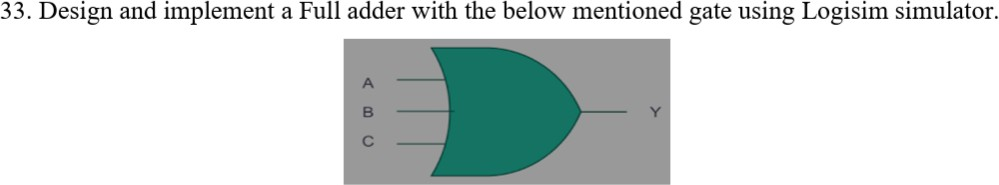 33. Design and implement a Full adder with the below mentioned gate using Logisim simulator.
A
B
Y
C